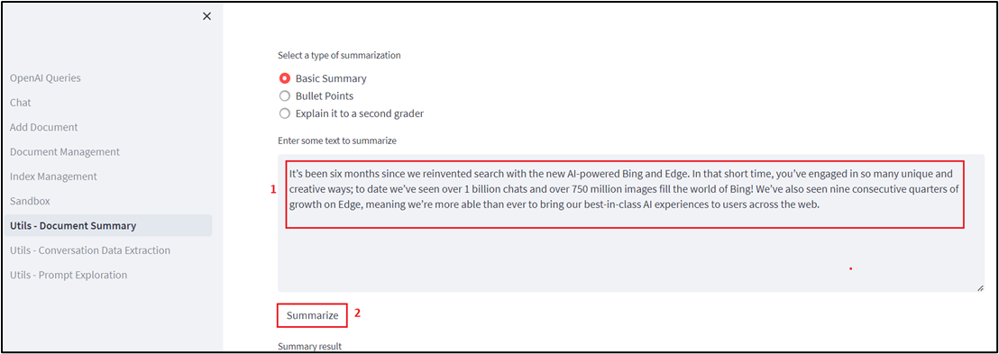 OpenAI Queries
Chat
Add Document
Document Management
Index Management
Sandbox
Utils - Document Summary
Utils - Conversation Data Extraction
Utils - Prompt Exploration
Select a type of summarization
Basic Summary
Bullet Points
Explain it to a second grader
Enter some text to summarize
1
It’s been six months since we reinvented search with the new AI-powered Bing and Edge. In that short time, you’ve engaged in so many unique and
creative ways; to date we’ve seen over 1 billion chats and over 750 million images fill the world of Bing! We’ve also seen nine consecutive quarters of
growth on Edge, meaning we’re more able than ever to bring our best-in-class AI experiences to users across the web.
Summarize 2
Summary result